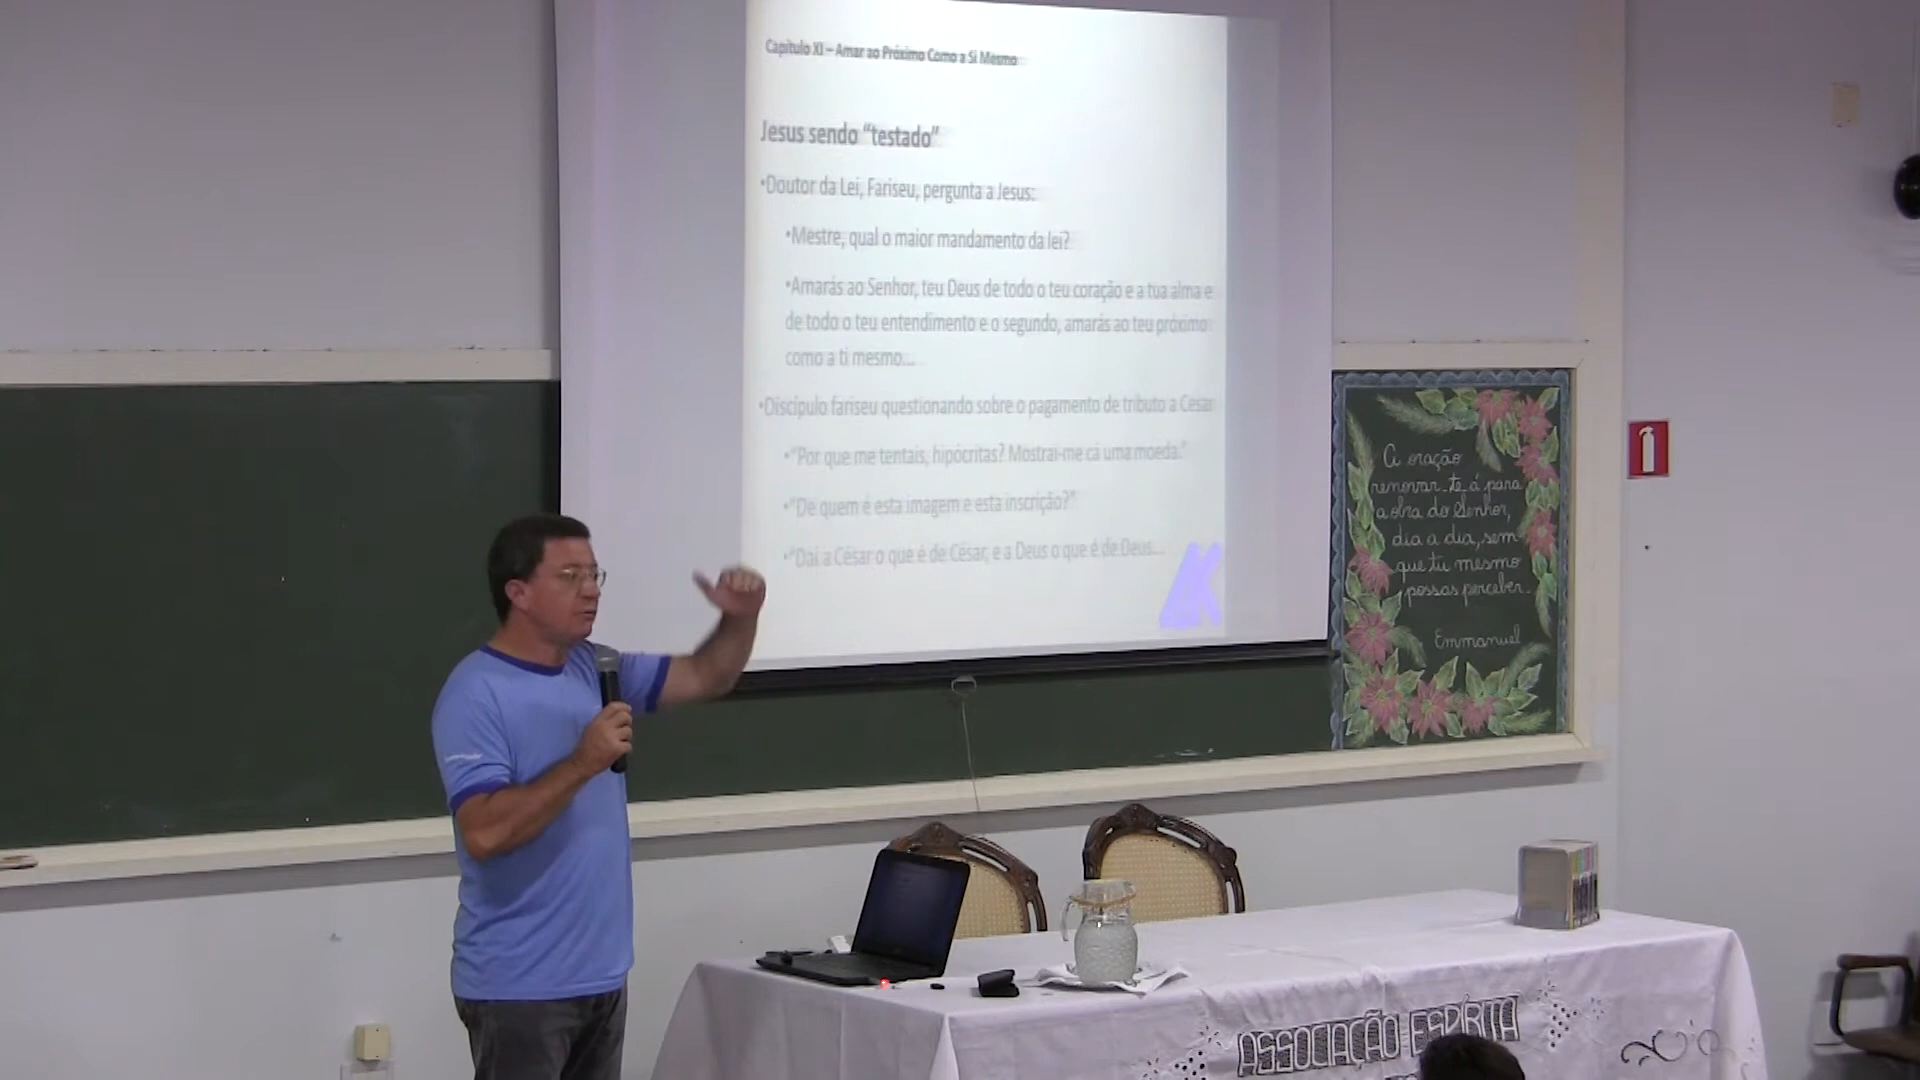 Capítulo XI – Amar ao Próximo Como a Si Mesmo
Jesus sendo “testado”
•Doutor da Lei, Fariseu, pergunta a Jesus:
•Mestre, qual o maior mandamento da lei?
•Amarás ao Senhor, teu Deus de todo o teu coração e a tua alma e
de todo o teu entendimento e o segundo, amarás ao teu próximo
como a ti mesmo...
•Discípulo fariseu questionando sobre o pagamento de tributo a Cesar
•“Por que me tentais, hipócritas? Mostrai-me cá uma moeda.”
•“De quem é esta imagem e esta inscrição?”
•“Dai a César o que é de César, e a Deus o que é de Deus...
A oração
renovar-te-á para
a obra do Senhor,
dia a dia, sem
que tu mesmo
possas perceber.
Emmanuel
ASSOCIAÇÃO ESPÍRITA